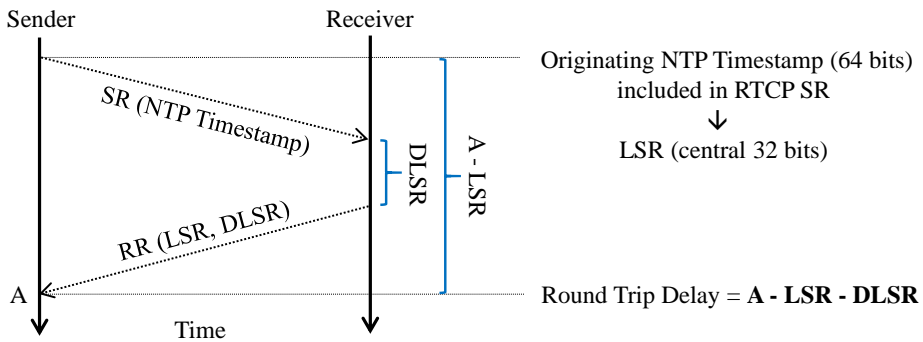 Sender
Receiver
Originating NTP Timestamp (64 bits)
included in RTCP SR
↓
LSR (central 32 bits)
SR (NTP Timestamp)
DLSR
A - LSR
RR (LSR, DLSR)
A
Round Trip Delay = A - LSR - DLSR
Time